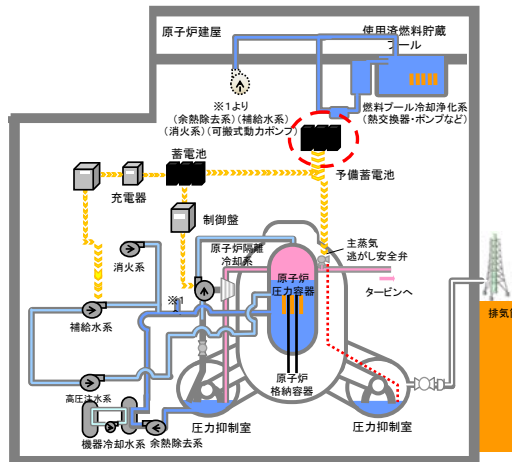 原子炉建屋
使用済燃料貯蔵
プール
※1より
(余熱除去系)(補給水系)
(消火系)(可搬式動力ポンプ)
燃料プール冷却浄化系
(熱交換器・ポンプなど)
蓄電池
予備蓄電池
充電器
制御盤
主蒸気
逃がし安全弁
原子炉隔離
冷却系
消火系
原子炉
圧力容器
タービンへ
※1
補給水系
排気
原子炉
格納容器
高圧注水系
圧力抑制室
圧力抑制室
機器冷却水系
余熱除去系